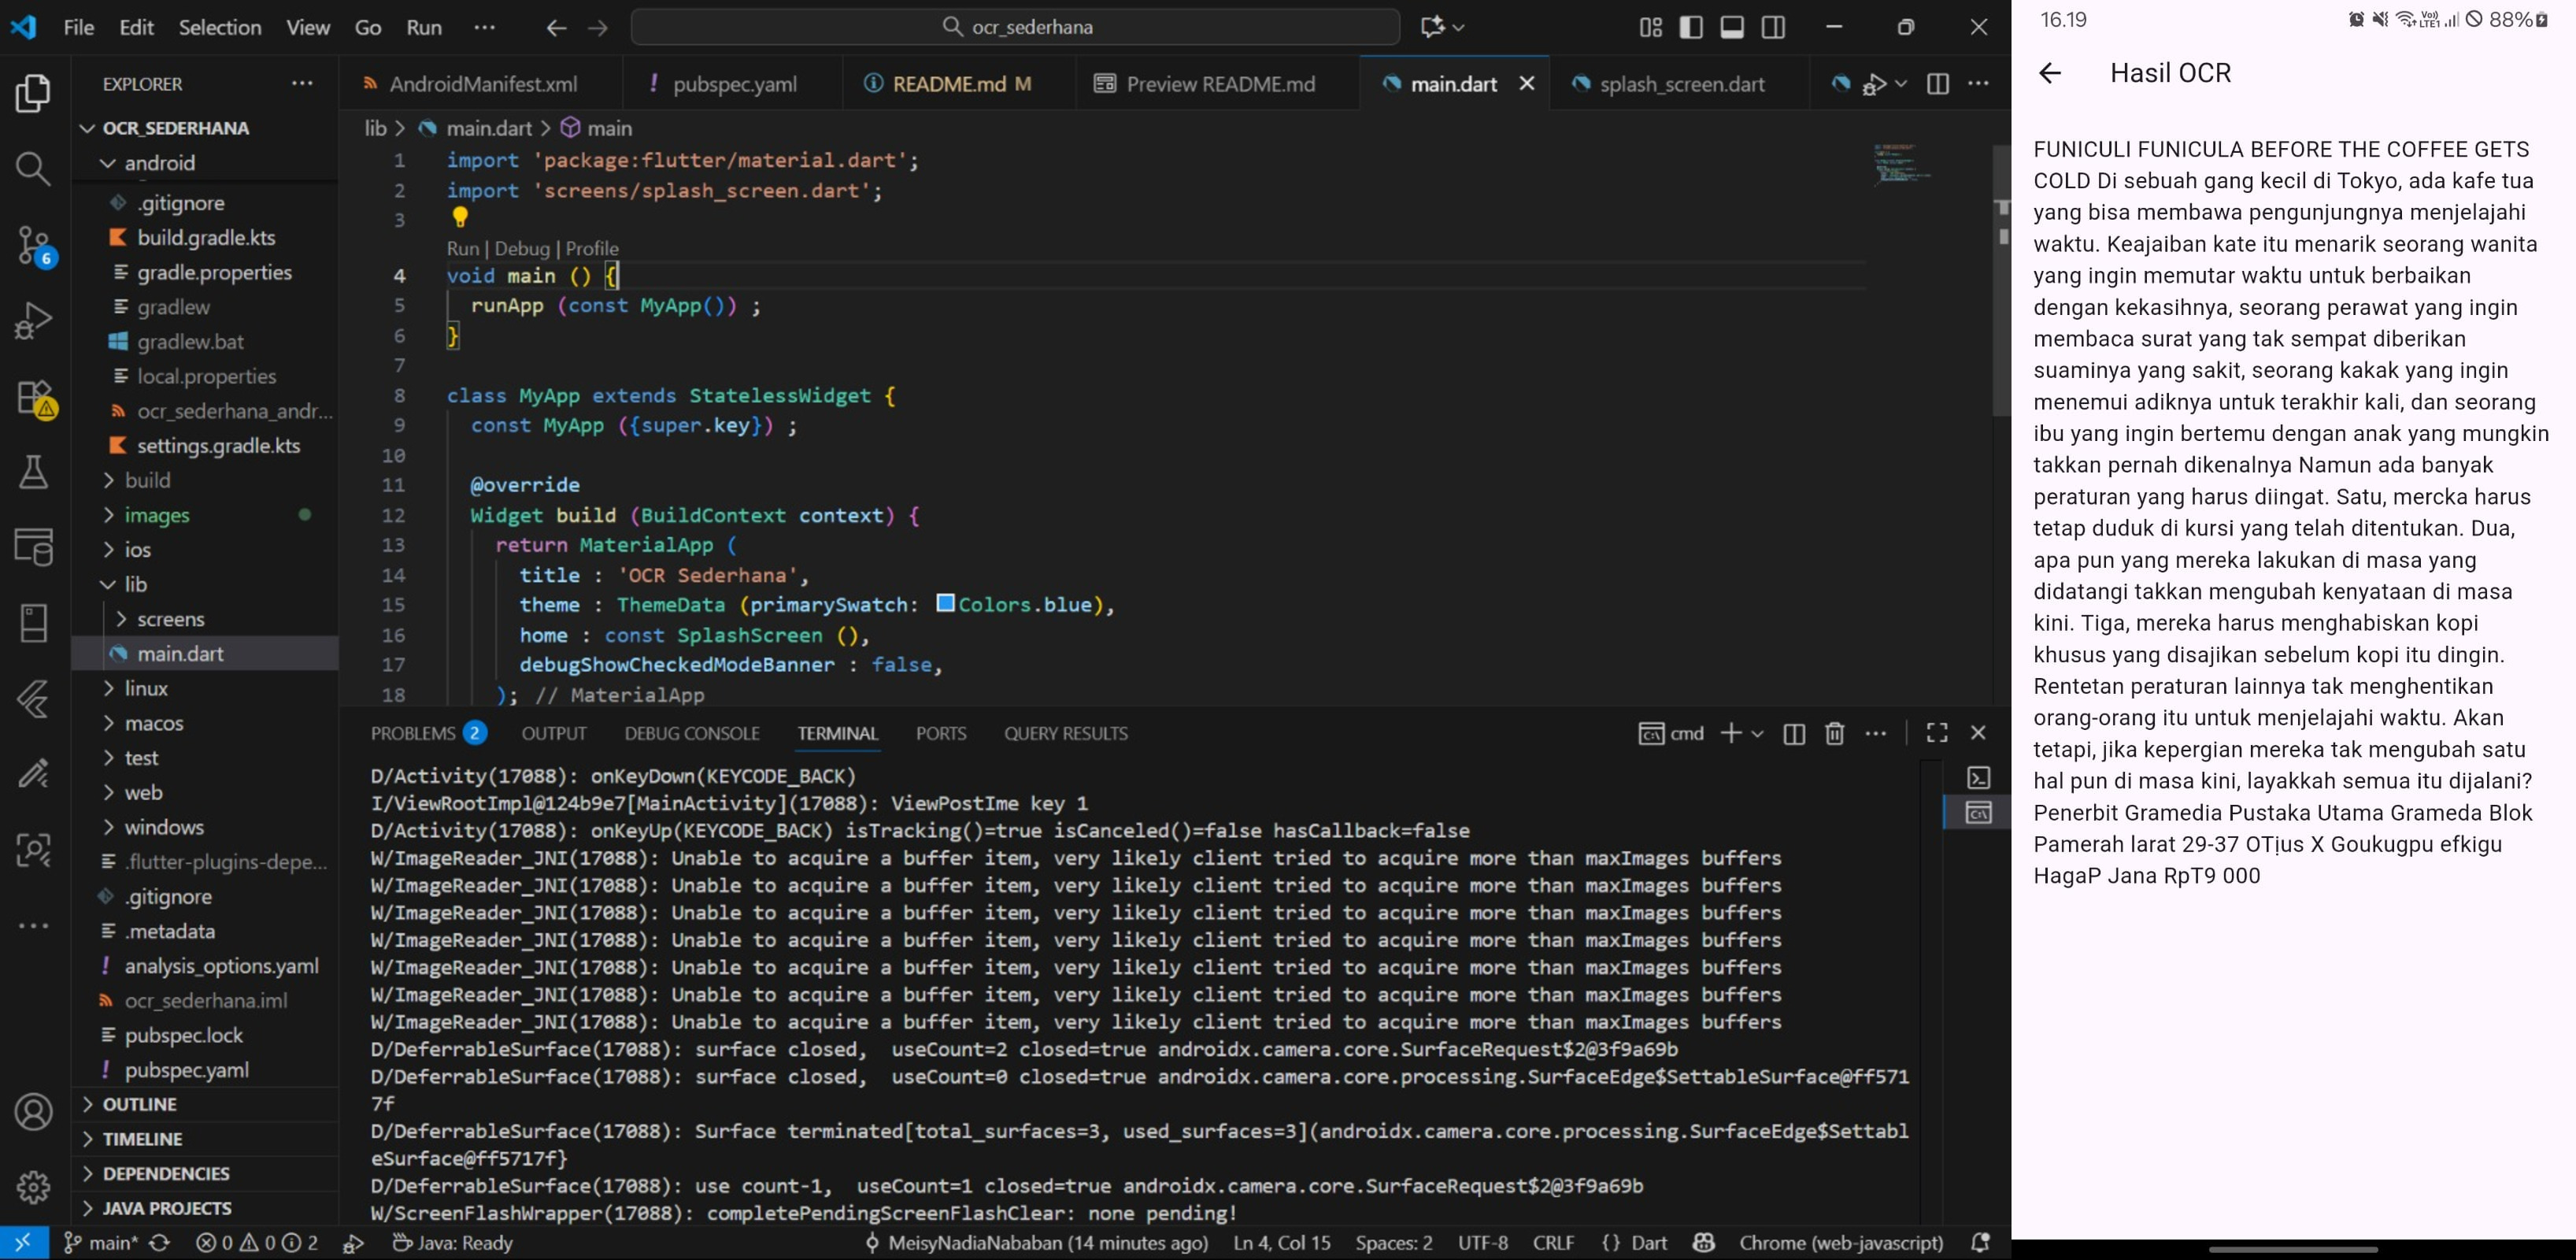 File Edit Selection View Go Run ...
ocr_sederhana
EXPLORER
OCR_SEDERHANA
android
.gitignore
build.gradle.kts
gradle.properties
gradlew
gradlew.bat
local.properties
ocr_sederhana_andr...
settings.gradle.kts
build
images
ios
lib
screens
main.dart
linux
macos
test
web
windows
.flutter-plugins-depe...
.gitignore
.metadata
analysis_options.yaml
ocr_sederhana.iml
pubspec.lock
pubspec.yaml
OUTLINE
TIMELINE
DEPENDENCIES
JAVA PROJECTS
6
AndroidManifest.xml
pubspec.yaml
README.md M
Preview README.md
main.dart
splash_screen.dart
lib > main.dart > main
1 import 'package:flutter/material.dart';
2 import 'screens/splash_screen.dart';
3
Run | Debug | Profile
4 void main () {
5 runApp (const MyApp()) ;
6 }
7
8 class MyApp extends StatelessWidget {
9 const MyApp ({super.key}) ;
10
11 @override
12 Widget build (BuildContext context) {
13 return MaterialApp (
14 title : 'OCR Sederhana',
15 theme : ThemeData (primarySwatch: Colors.blue),
16 home : const SplashScreen (),
17 debugShowCheckedModeBanner : false,
18 ); // MaterialApp
PROBLEMS 2 OUTPUT DEBUG CONSOLE TERMINAL PORTS QUERY RESULTS
cmd
D/Activity(17088): onKeyDown(KEYCODE_BACK)
I/ViewRootImpl@124b9e7[MainActivity](17088): ViewPostIme key 1
D/Activity(17088): onKeyUp(KEYCODE_BACK) isTracking()=true isCanceled()=false hasCallback=false
W/ImageReader_JNI(17088): Unable to acquire a buffer item, very likely client tried to acquire more than maxImages buffers
W/ImageReader_JNI(17088): Unable to acquire a buffer item, very likely client tried to acquire more than maxImages buffers
W/ImageReader_JNI(17088): Unable to acquire a buffer item, very likely client tried to acquire more than maxImages buffers
W/ImageReader_JNI(17088): Unable to acquire a buffer item, very likely client tried to acquire more than maxImages buffers
W/ImageReader_JNI(17088): Unable to acquire a buffer item, very likely client tried to acquire more than maxImages buffers
W/ImageReader_JNI(17088): Unable to acquire a buffer item, very likely client tried to acquire more than maxImages buffers
W/ImageReader_JNI(17088): Unable to acquire a buffer item, very likely client tried to acquire more than maxImages buffers
D/DeferrableSurface(17088): surface closed,  useCount=2 closed=true androidx.camera.core.SurfaceRequest$2@3f9a69b
D/DeferrableSurface(17088): surface closed,  useCount=0 closed=true androidx.camera.core.processing.SurfaceEdge$SettableSurface@ff571
7f
D/DeferrableSurface(17088): Surface terminated[total_surfaces=3, used_surfaces=3](androidx.camera.core.processing.SurfaceEdge$Settabl
eSurface@ff5717f}
D/DeferrableSurface(17088): use count-1,  useCount=1 closed=true androidx.camera.core.SurfaceRequest$2@3f9a69b
W/ScreenFlashWrapper(17088): completePendingScreenFlashClear: none pending!
main* 0 0 2 Java: Ready
MeisyNadiaNababan (14 minutes ago) Ln 4, Col 15 Spaces: 2 UTF-8 CRLF {} Dart Chrome (web-javascript)
16.19
Vo)) LTE1 88%
Hasil OCR
FUNICULI FUNICULA BEFORE THE COFFEE GETS
COLD Di sebuah gang kecil di Tokyo, ada kafe tua
yang bisa membawa pengunjungnya menjelajahi
waktu. Keajaiban kate itu menarik seorang wanita
yang ingin memutar waktu untuk berbaikan
dengan kekasihnya, seorang perawat yang ingin
membaca surat yang tak sempat diberikan
suaminya yang sakit, seorang kakak yang ingin
menemui adiknya untuk terakhir kali, dan seorang
ibu yang ingin bertemu dengan anak yang mungkin
takkan pernah dikenalnya Namun ada banyak
peraturan yang harus diingat. Satu, mercka harus
tetap duduk di kursi yang telah ditentukan. Dua,
apa pun yang mereka lakukan di masa yang
didatangi takkan mengubah kenyataan di masa
kini. Tiga, mereka harus menghabiskan kopi
khusus yang disajikan sebelum kopi itu dingin.
Rentetan peraturan lainnya tak menghentikan
orang-orang itu untuk menjelajahi waktu. Akan
tetapi, jika kepergian mereka tak mengubah satu
hal pun di masa kini, layakkah semua itu dijalani?
Penerbit Gramedia Pustaka Utama Grameda Blok
Pamerah larat 29-37 OTịus X Goukugpu efkigu
HagaP Jana RpT9 000